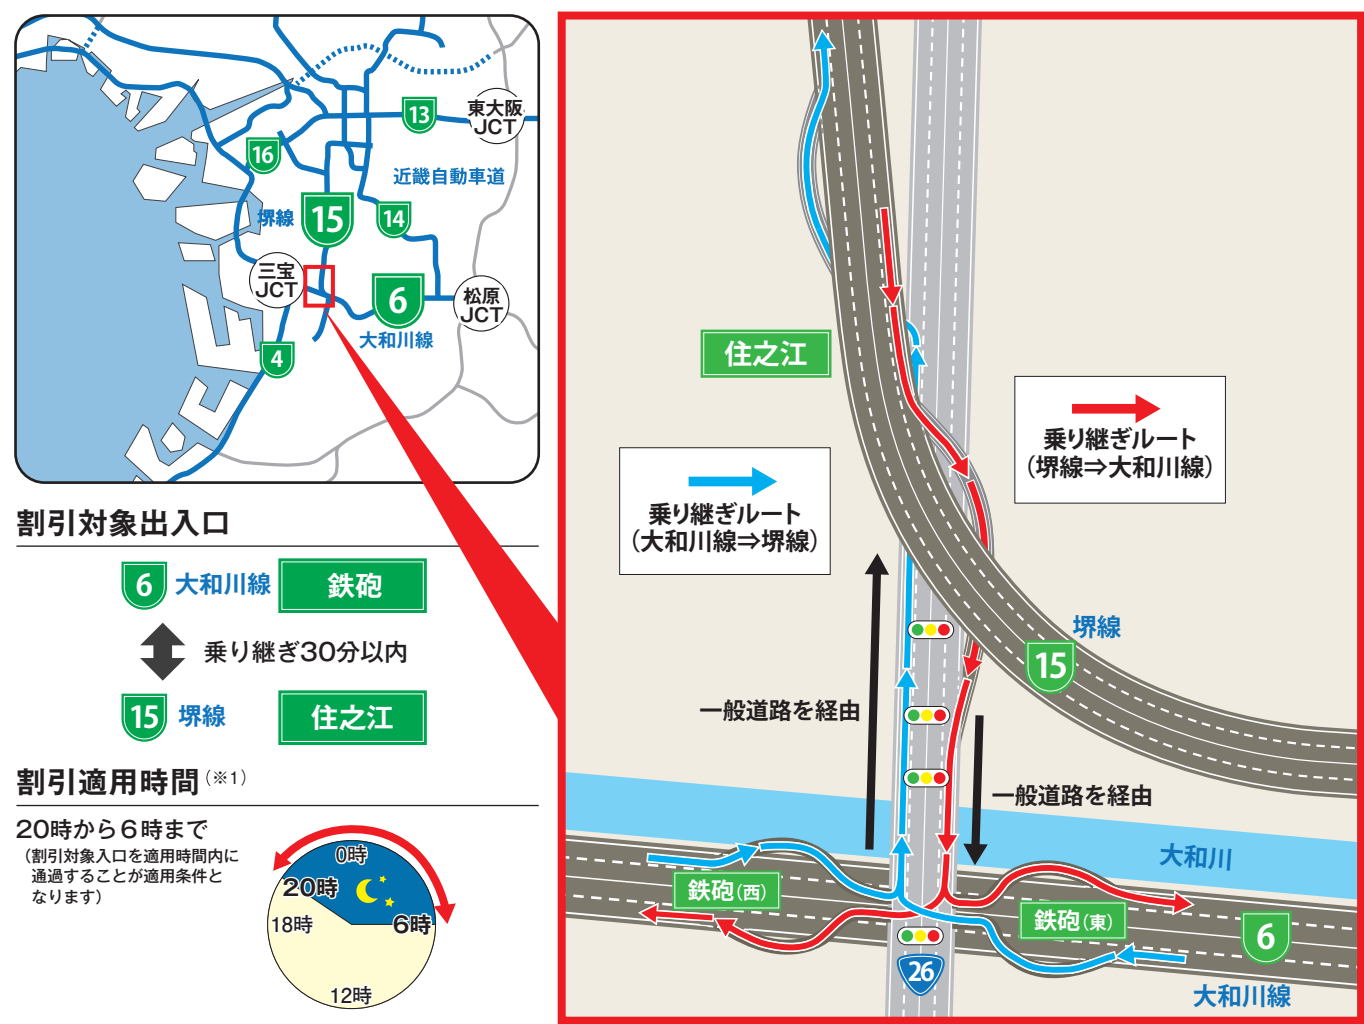 13
東大阪
JCT
16
近畿自動車道
堺線
15
14
三宝
JCT
6
松原
JCT
大和川線
4
割引対象出入口
6
大和川線
鉄砲
乗り継ぎ30分以内
15
堺線
住之江
割引適用時間(※1)
20時から6時まで
(割引対象入口を適用時間内に
通過することが適用条件と
なります)
0時
20時
18時
6時
12時
住之江
乗り継ぎルート
(堺線⇒大和川線)
乗り継ぎルート
(大和川線⇒堺線)
堺線
15
一般道路を経由
一般道路を経由
大和川
鉄砲(西)
鉄砲(東)
6
26
大和川線